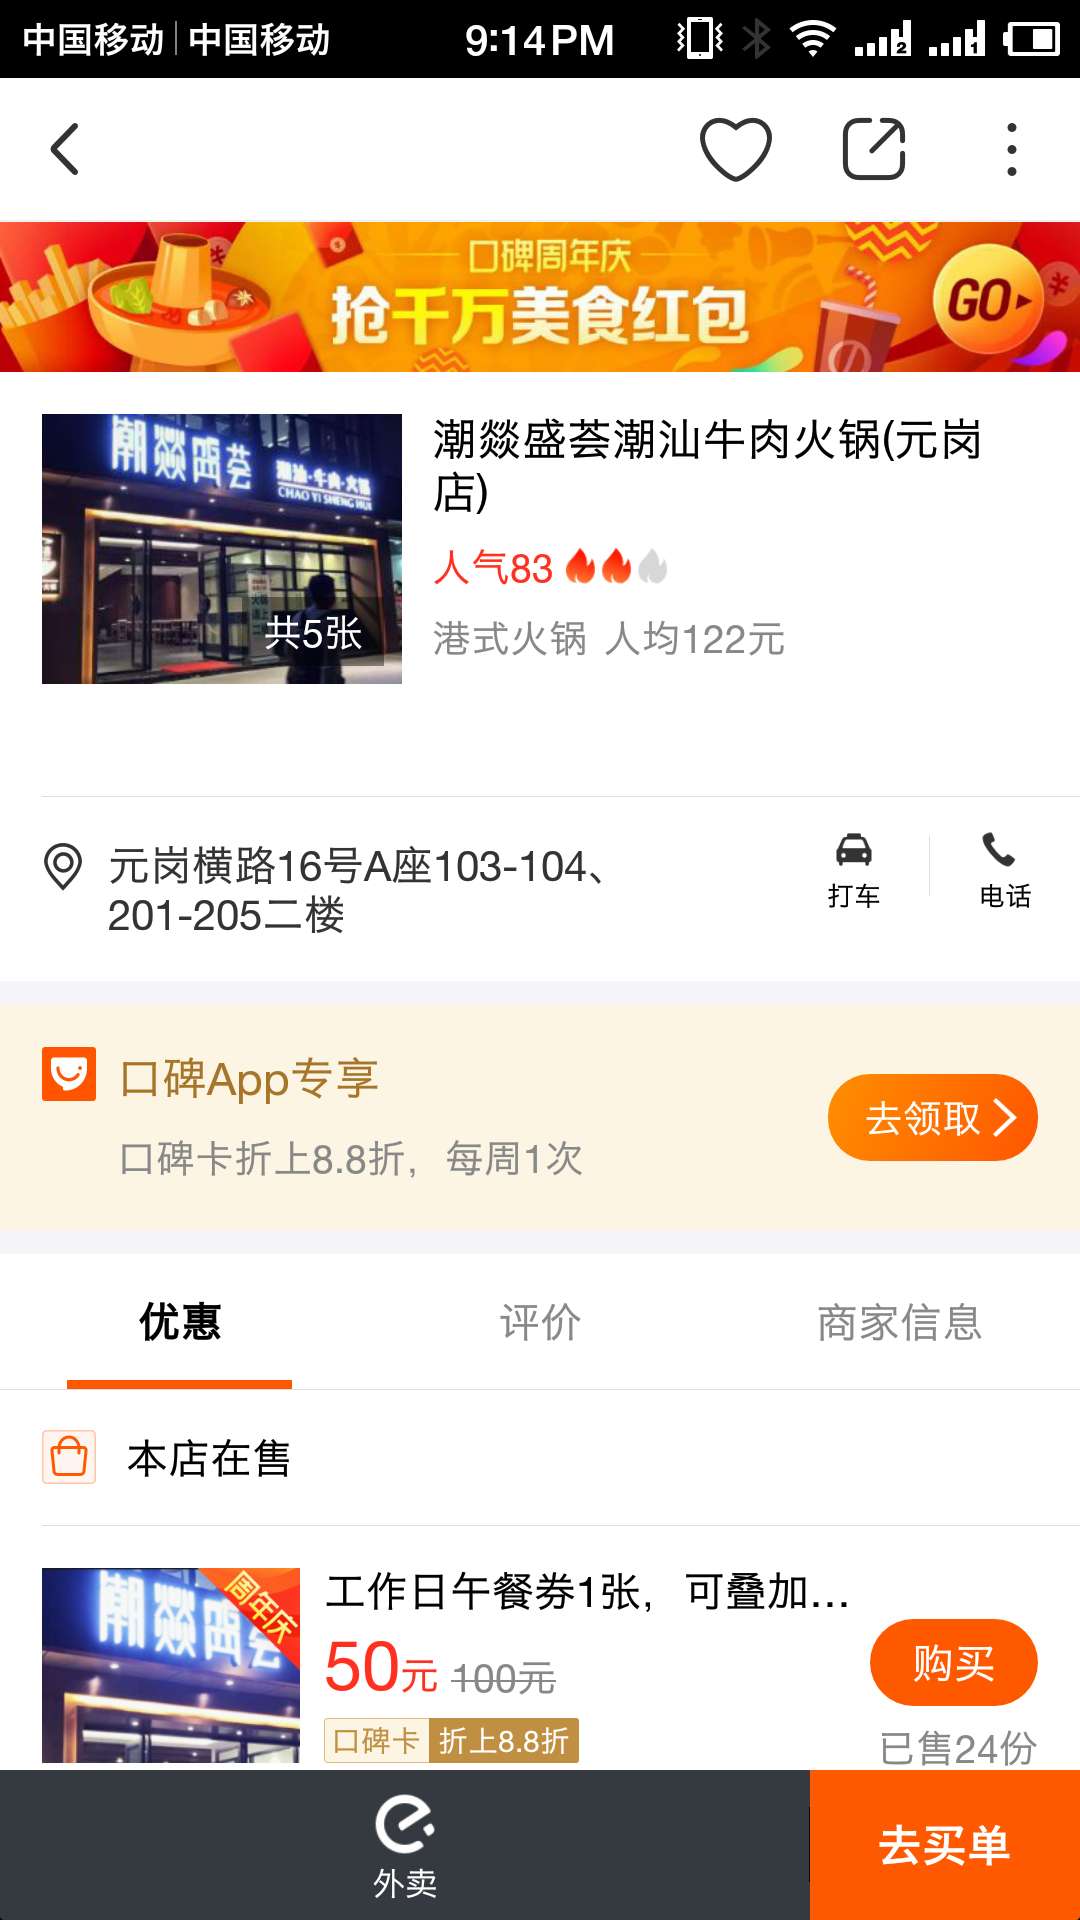 中国移动 中国移动 9:14PM
口碑周年庆
抢千万美食红包
GO
潮燚盛荟
潮汕·牛肉·火锅
CHAO YI SHENG HUI
共5张
潮燚盛荟潮汕牛肉火锅(元岗
店)
人气83
港式火锅 人均122元
元岗横路16号A座103-104、
201-205二楼
打车
电话
口碑App专享
口碑卡折上8.8折，每周1次
去领取
优惠 评价 商家信息
本店在售
周年庆
工作日午餐券1张，可叠加...
50元 100元
口碑卡 折上8.8折
购买
已售24份
外卖
去买单